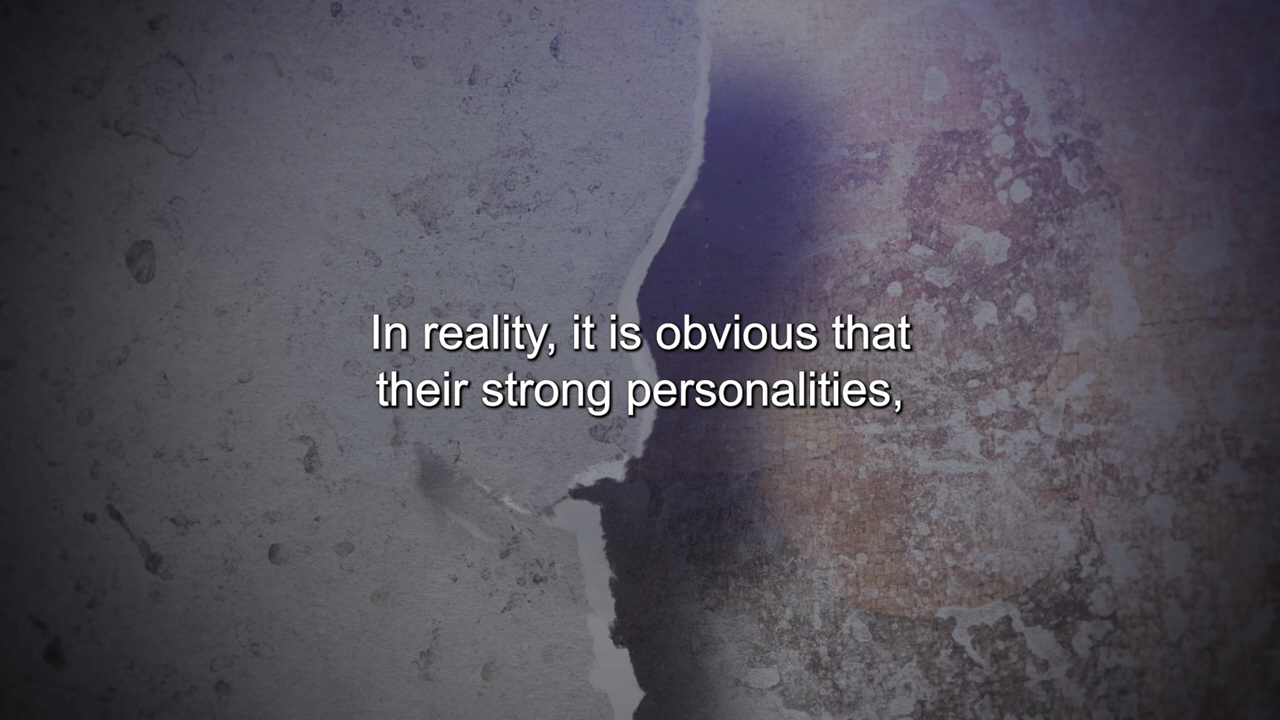 In reality, it is obvious that
their strong personalities,